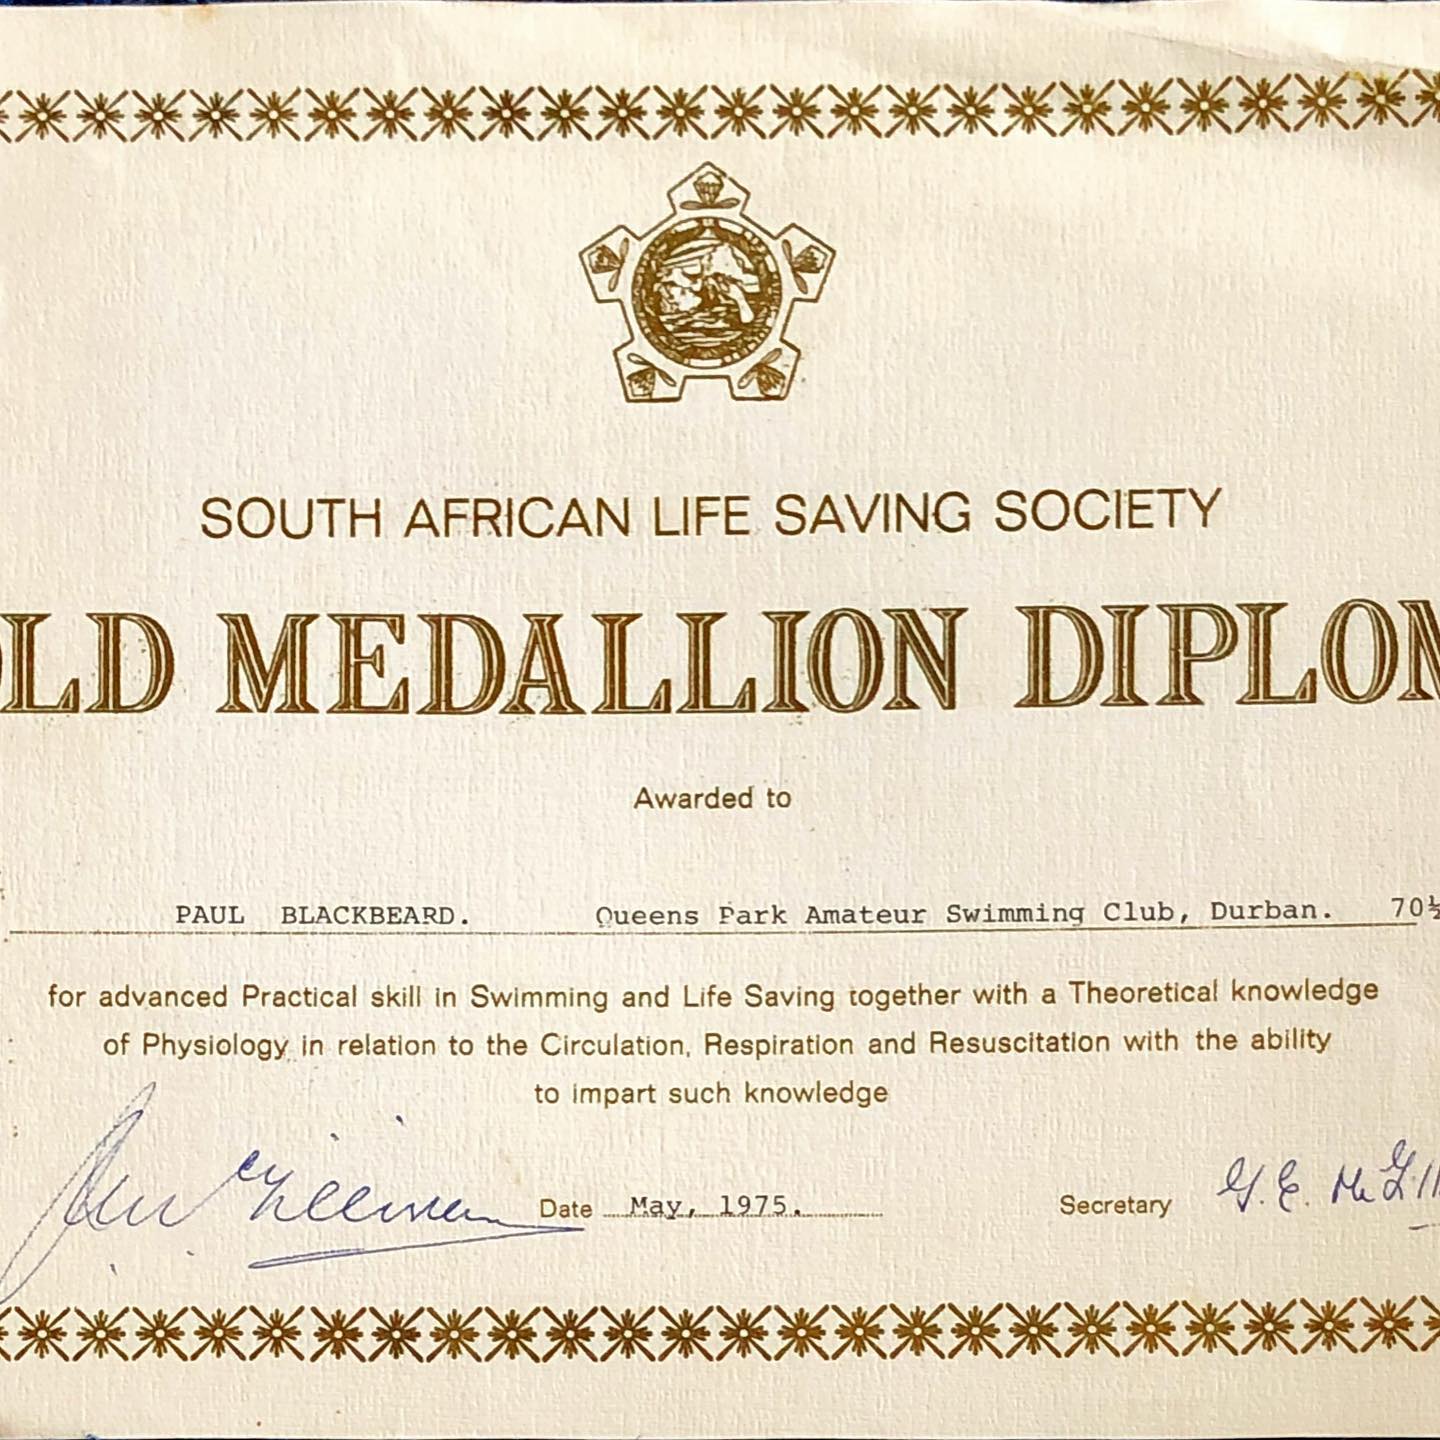 SOUTH AFRICAN LIFE SAVING SOCIETY
OLD MEDALLION DIPLOM
Awarded to
PAUL BLACKBEARD. Queens Park Amateur Swimming Club, Durban. 70½
for advanced Practical skill in Swimming and Life Saving together with a Theoretical knowledge
of Physiology in relation to the Circulation, Respiration and Resuscitation with the ability
to impart such knowledge
Date May, 1975. Secretary G. E.